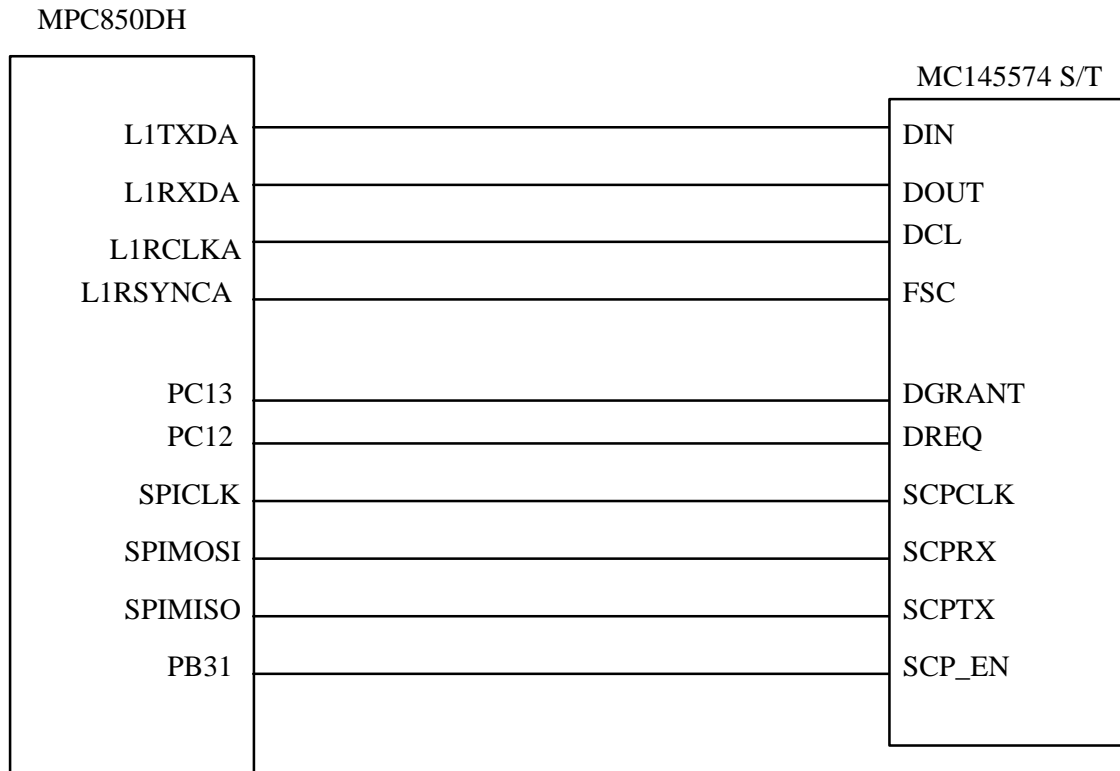 MPC850DH
MC145574 S/T
L1TXDA DIN
L1RXDA DOUT
L1RCLKA DCL
L1RSYNCA FSC
PC13 DGRANT
PC12 DREQ
SPICLK SCPCLK
SPIMOSI SCPRX
SPIMISO SCPTX
PB31 SCP_EN